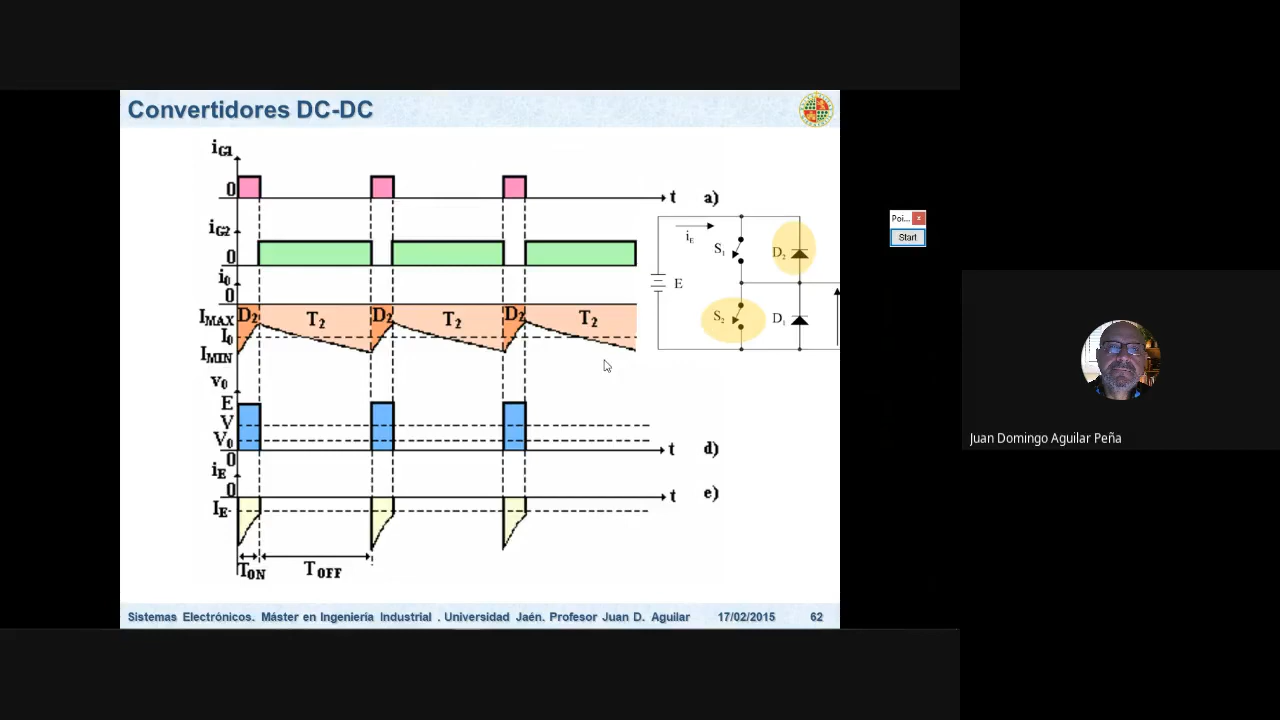 Convertidores DC-DC
iG1
0
t
a)
iG2
0
i0
0
IMAX
I0
IMIN
D2
T2
D2
T2
D2
T2
v0
E
V
V0
0
t
d)
iE
0
t
e)
IE
TON
TOFF
iE
E
S1
D2
S2
D1
Sistemas Electrónicos. Máster en Ingeniería Industrial . Universidad Jaén. Profesor Juan D. Aguilar
17/02/2015
62
Poi...
x
Start
Juan Domingo Aguilar Peña